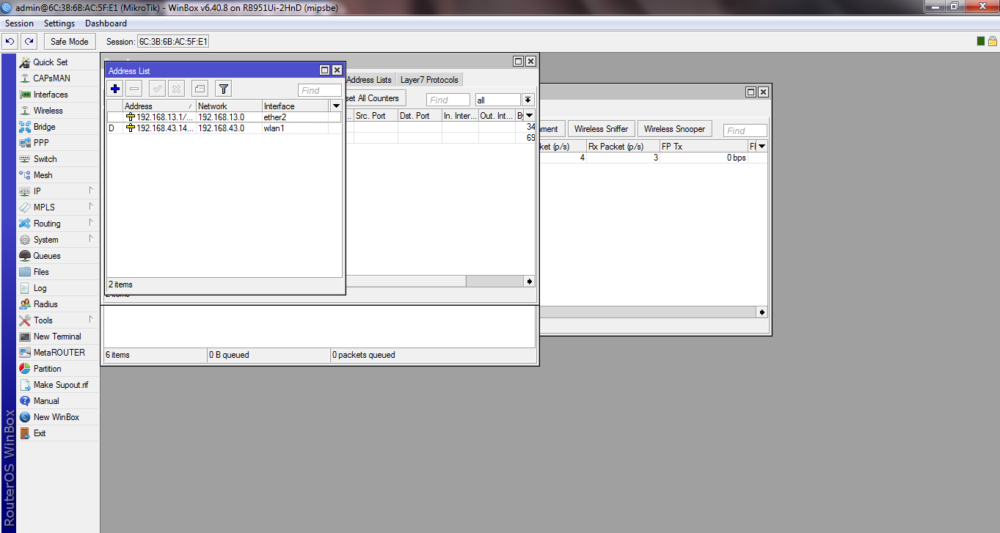 admin@6C:3B:6B:AC:5F:E1 (MikroTik) - WinBox v6.40.8 on RB951Ui-2HnD (mipsbe)
Session Settings Dashboard
Safe Mode Session: 6C:3B:6B:AC:5F:E1
Quick Set
CAPsMAN
Interfaces
Wireless
Bridge
PPP
Switch
Mesh
IP
MPLS
Routing
System
Queues
Files
Log
Radius
Tools
New Terminal
MetaROUTER
Partition
Make Supout.rif
Manual
New WinBox
Exit
RouterOS WinBox
Address List
Find
Address Network Interface
192.168.13.1/... 192.168.13.0 ether2
D 192.168.43.14... 192.168.43.0 wlan1
2 items
Address Lists Layer7 Protocols
set All Counters Find all
... Src. Port Dst. Port In. Inter... Out. Int... By
34
69
6 items 0 B queued 0 packets queued
ment Wireless Sniffer Wireless Snooper Find
ket (p/s) Rx Packet (p/s) FP Tx
4 3 0 bps